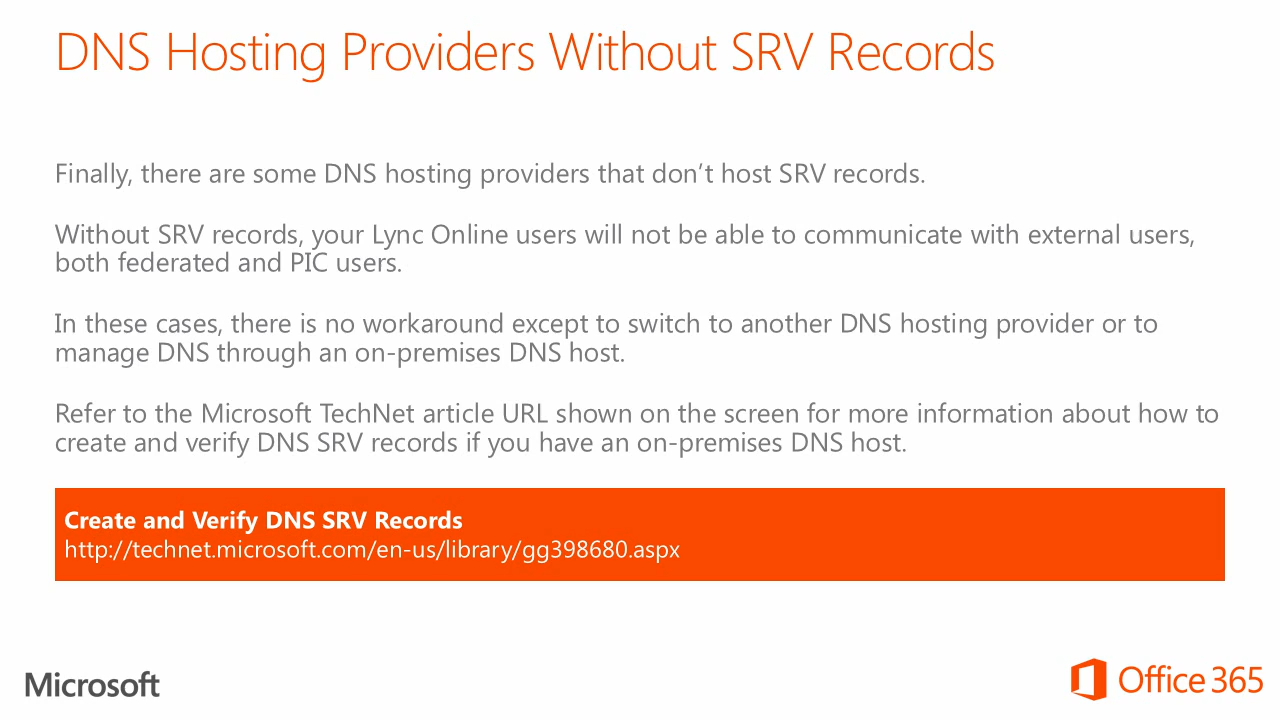 DNS Hosting Providers Without SRV Records
Finally, there are some DNS hosting providers that don’t host SRV records.
Without SRV records, your Lync Online users will not be able to communicate with external users,
both federated and PIC users.
In these cases, there is no workaround except to switch to another DNS hosting provider or to
manage DNS through an on-premises DNS host.
Refer to the Microsoft TechNet article URL shown on the screen for more information about how to
create and verify DNS SRV records if you have an on-premises DNS host.
Create and Verify DNS SRV Records
http://technet.microsoft.com/en-us/library/gg398680.aspx
Microsoft
Office 365